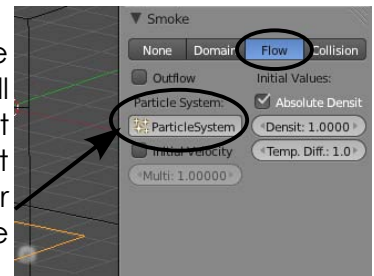 Smoke
None Domain Flow Collision
Outflow Initial Values:
Particle System: Absolute Densit
ParticleSystem Densit: 1.0000
Initial Velocity Temp. Diff.: 1.0
Multi: 1.00000